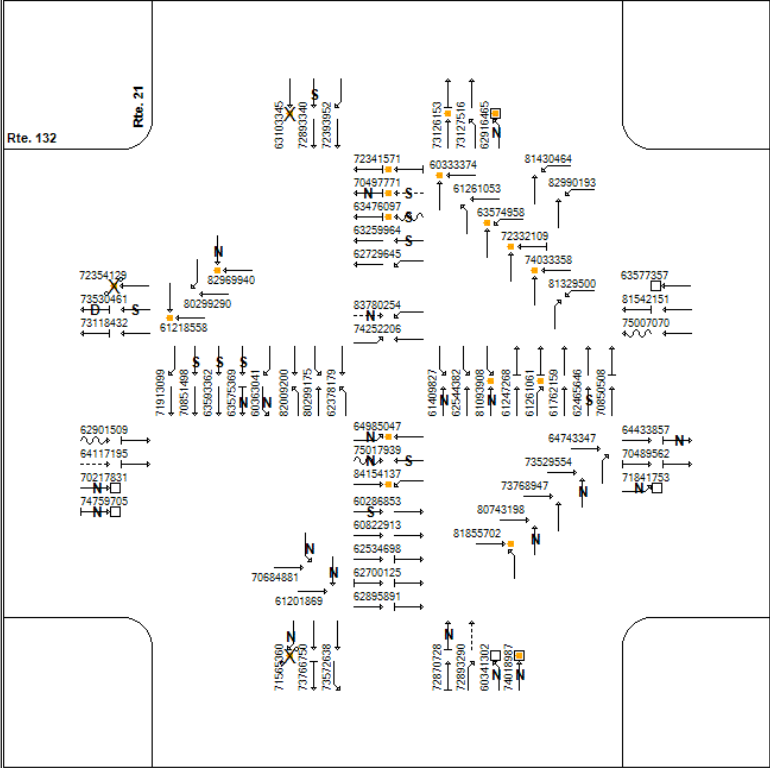 Rte. 21
Rte. 132
63103345
S
72893340
72393952
73126153
73127516
62916465
N
72341571
70497771
N
S
63476097
S
63259964
S
62729645
60333374
61261053
63574958
72332109
74033358
81329500
81430464
82990193
N
82969940
80299290
61218558
72354129
73530461
D
S
73118432
83780254
N
74252206
63577357
81542151
75007070
71913099
S
70851498
S
63593362
S
63575369
N
60363041
N
82009200
80299175
62378179
61409827
N
62544382
81093908
N
61247268
61261061
61762159
62465646
S
70850508
62901509
64117195
70217831
N
74759705
N
64985047
N
75017939
N
S
84154137
60286853
S
60822913
62534698
62700125
62895891
64743347
73529554
N
73768947
80743198
N
81855702
64433857
N
70489562
71841753
N
N
70684881
N
61201869
N
71565360
73766750
73572638
N
72870728
72893290
60341302
N
74018987
N